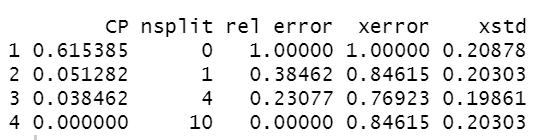 CP nsplit rel error xerror xstd
1 0.615385 0 1.00000 1.00000 0.20878
2 0.051282 1 0.38462 0.84615 0.20303
3 0.038462 4 0.23077 0.76923 0.19861
4 0.000000 10 0.00000 0.84615 0.20303